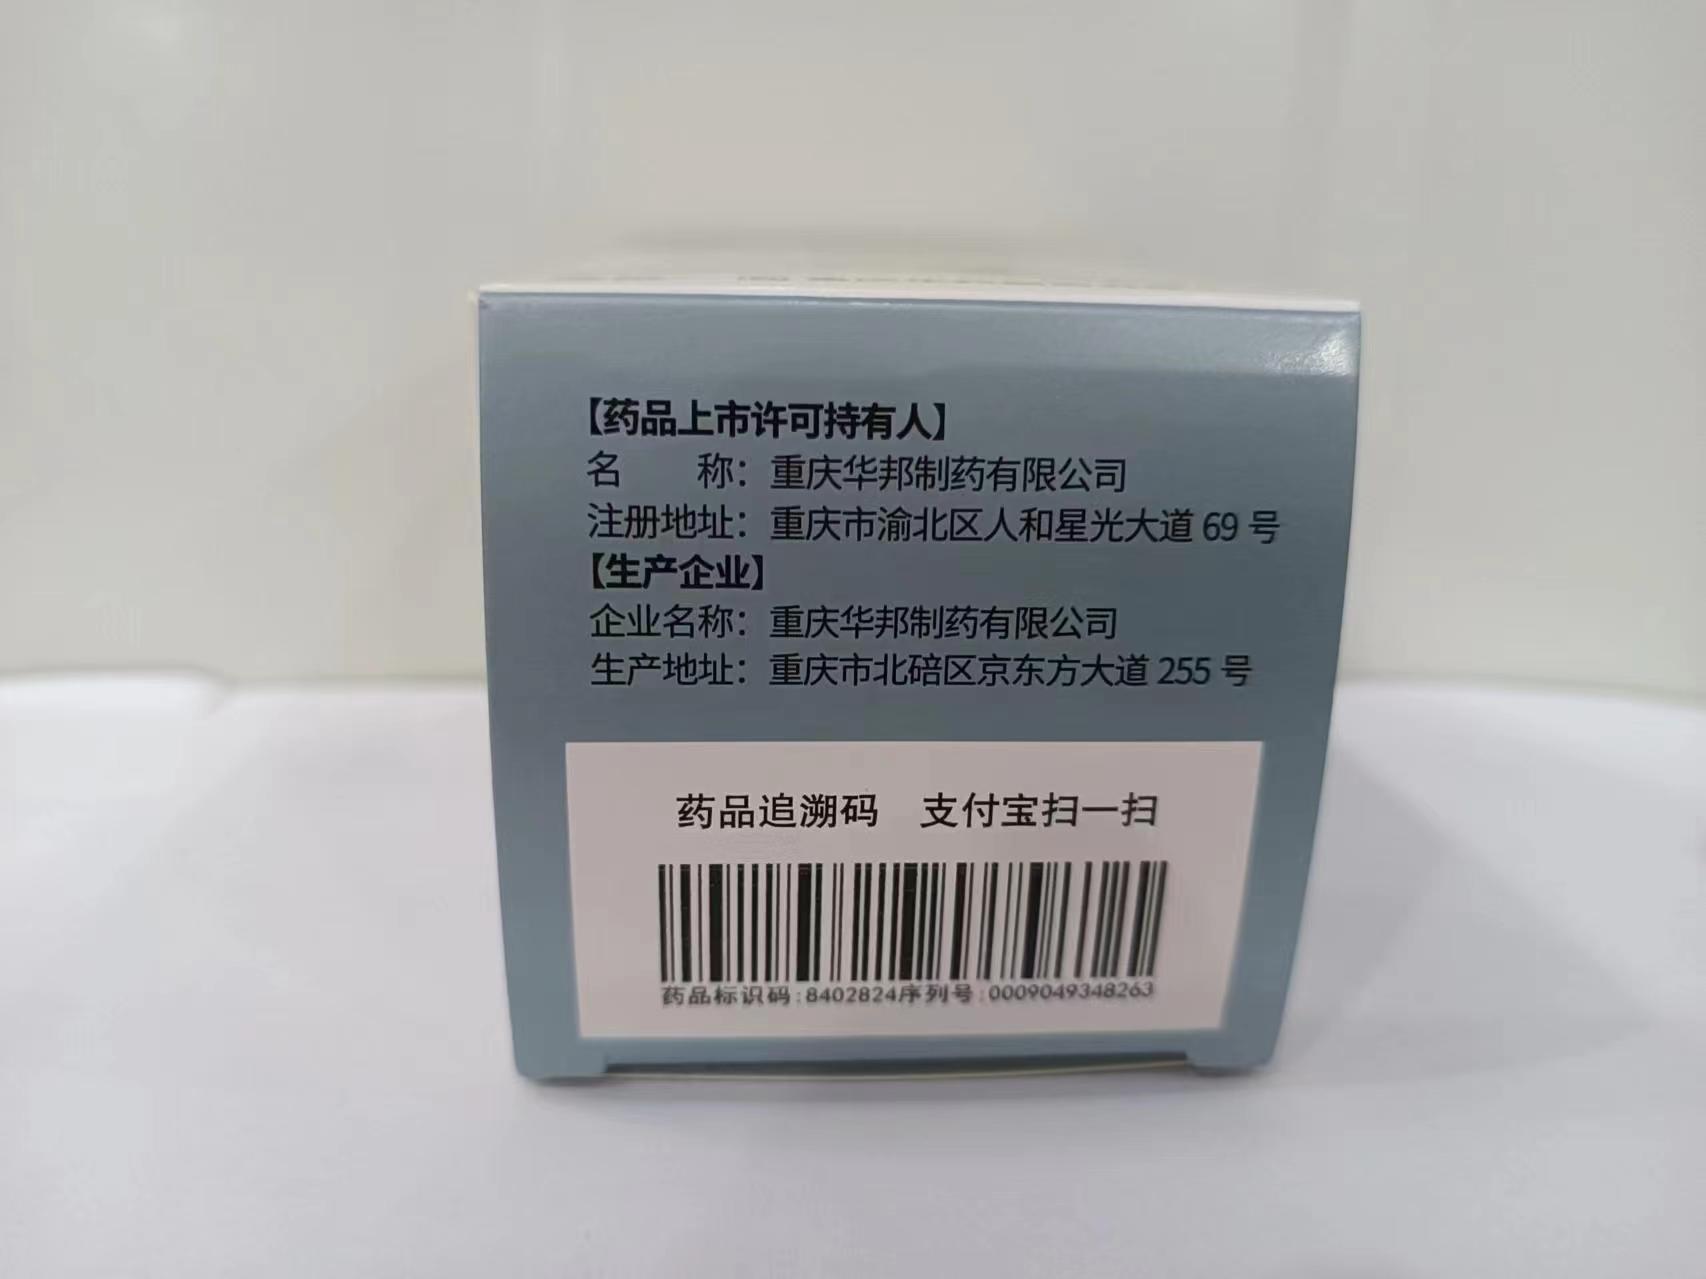 【药品上市许可持有人】
名　　称：重庆华邦制药有限公司
注册地址：重庆市渝北区人和星光大道 69 号
【生产企业】
企业名称：重庆华邦制药有限公司
生产地址：重庆市北碚区京东方大道 255 号
药品追溯码　支付宝扫一扫
药品标识码:8402824序列号:0009049348263